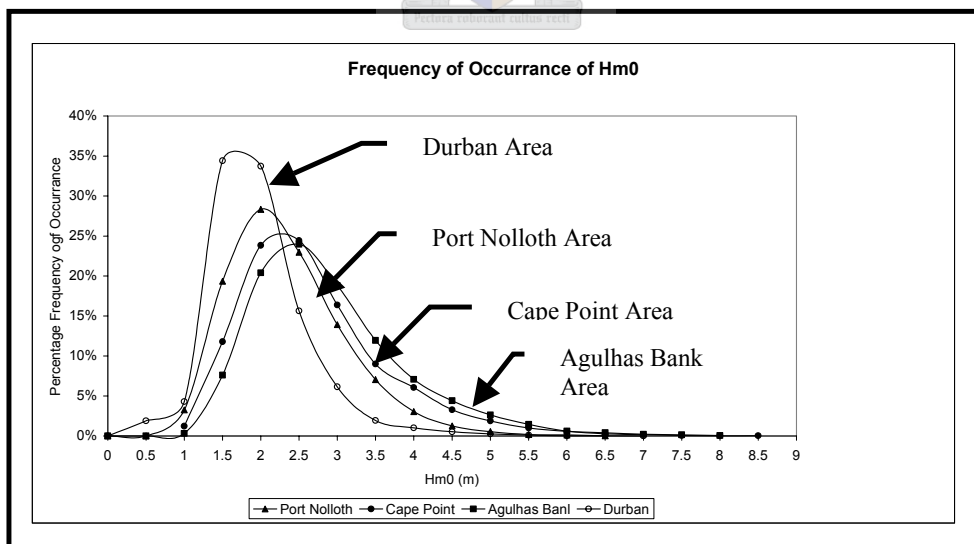 Pectora roborant cultus recti
Frequency of Occurrance of Hm0
40%
35%
30%
25%
20%
15%
10%
5%
0%
Percentage Frequency ogf Occurrance
Durban Area
Port Nolloth Area
Cape Point Area
Agulhas Bank
Area
0 0.5 1 1.5 2 2.5 3 3.5 4 4.5 5 5.5 6 6.5 7 7.5 8 8.5 9
Hm0 (m)
Port Nolloth Cape Point Agulhas Banl Durban